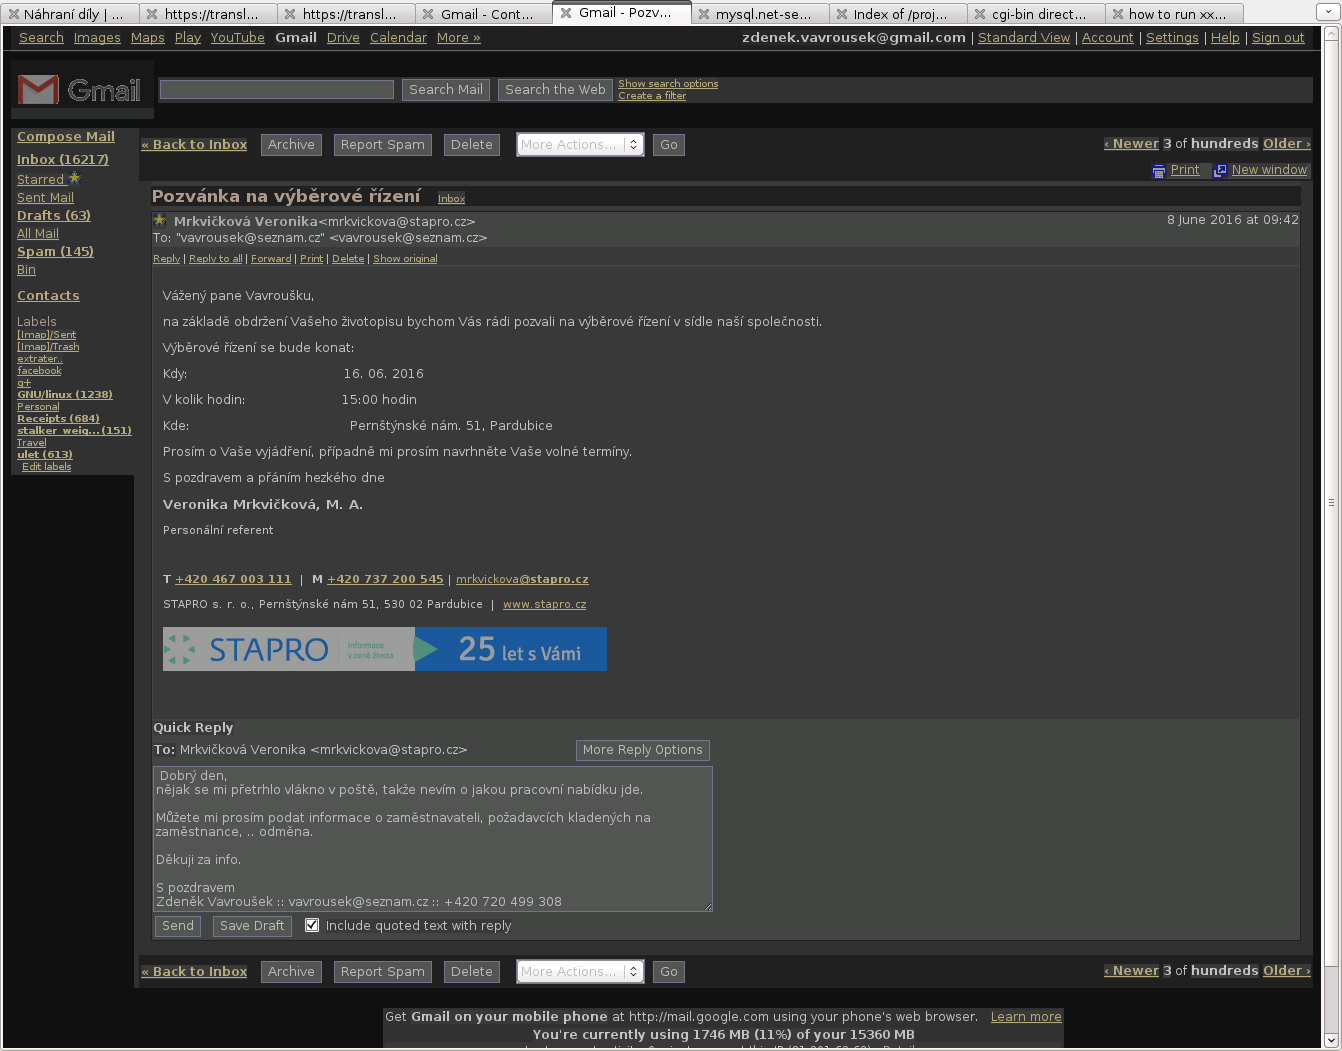 Náhraní díly | ...
https://transl...
https://transl...
Gmail - Cont...
Gmail - Pozv...
mysql.net-se...
Index of /proj...
cgi-bin direct...
how to run xx...
Search Images Maps Play YouTube Gmail Drive Calendar More »
zdenek.vavrousek@gmail.com | Standard View | Account | Settings | Help | Sign out
Gmail
Search Mail Search the Web
Show search options
Create a filter
Compose Mail
Inbox (16217)
Starred
Sent Mail
Drafts (63)
All Mail
Spam (145)
Bin
Contacts
Labels
[Imap]/Sent
[Imap]/Trash
extrater..
facebook
g+
GNU/linux (1238)
Personal
Receipts (684)
stalker_weig... (151)
Travel
ulet (613)
Edit labels
« Back to Inbox Archive Report Spam Delete More Actions... Go
‹ Newer 3 of hundreds Older ›
Print New window
Pozvánka na výběrové řízení Inbox
Mrkvičková Veronika<mrkvickova@stapro.cz> 8 June 2016 at 09:42
To: "vavrousek@seznam.cz" <vavrousek@seznam.cz>
Reply | Reply to all | Forward | Print | Delete | Show original
Vážený pane Vavroušku,
na základě obdržení Vašeho životopisu bychom Vás rádi pozvali na výběrové řízení v sídle naší společnosti.
Výběrové řízení se bude konat:
Kdy: 16. 06. 2016
V kolik hodin: 15:00 hodin
Kde: Pernštýnské nám. 51, Pardubice
Prosím o Vaše vyjádření, případně mi prosím navrhněte Vaše volné termíny.
S pozdravem a přáním hezkého dne
Veronika Mrkvičková, M. A.
Personální referent
T +420 467 003 111 | M +420 737 200 545 | mrkvickova@stapro.cz
STAPRO s. r. o., Pernštýnské nám 51, 530 02 Pardubice | www.stapro.cz
STAPRO
informace
v ceně života
25 let s Vámi
Quick Reply
To: Mrkvičková Veronika <mrkvickova@stapro.cz> More Reply Options
Dobrý den,
nějak se mi přetrhlo vlákno v poště, takže nevím o jakou pracovní nabídku jde.
Můžete mi prosím podat informace o zaměstnavateli, požadavcích kladených na
zaměstnance, .. odměna.
Děkuji za info.
S pozdravem
Zdeněk Vavroušek :: vavrousek@seznam.cz :: +420 720 499 308
Send Save Draft Include quoted text with reply
« Back to Inbox Archive Report Spam Delete More Actions... Go
‹ Newer 3 of hundreds Older ›
Get Gmail on your mobile phone at http://mail.google.com using your phone's web browser. Learn more
You're currently using 1746 MB (11%) of your 15360 MB